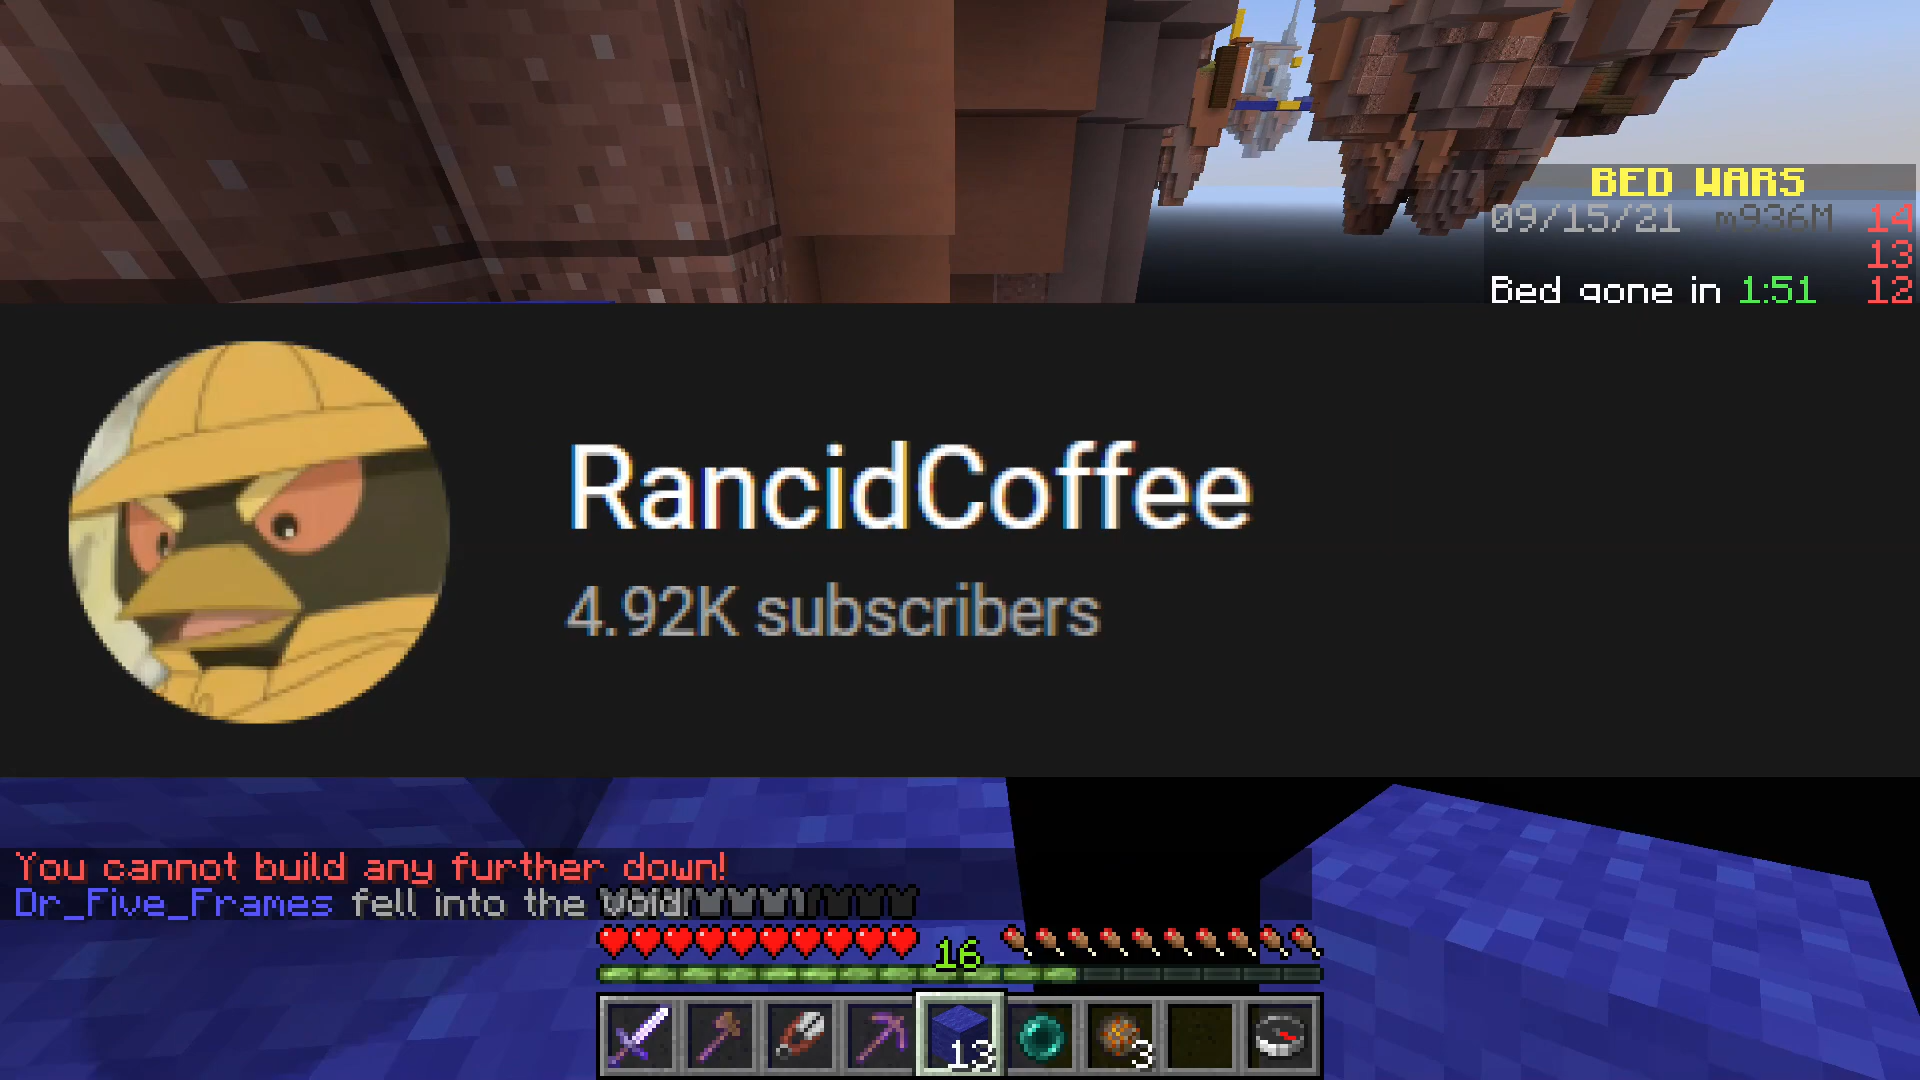 BED WARS
09/15/21 m936M 14
13
Bed gone in 1:51 12
RancidCoffee
4.92K subscribers
You cannot build any further down!
Dr_Five_Frames fell into the void.
16
13
3